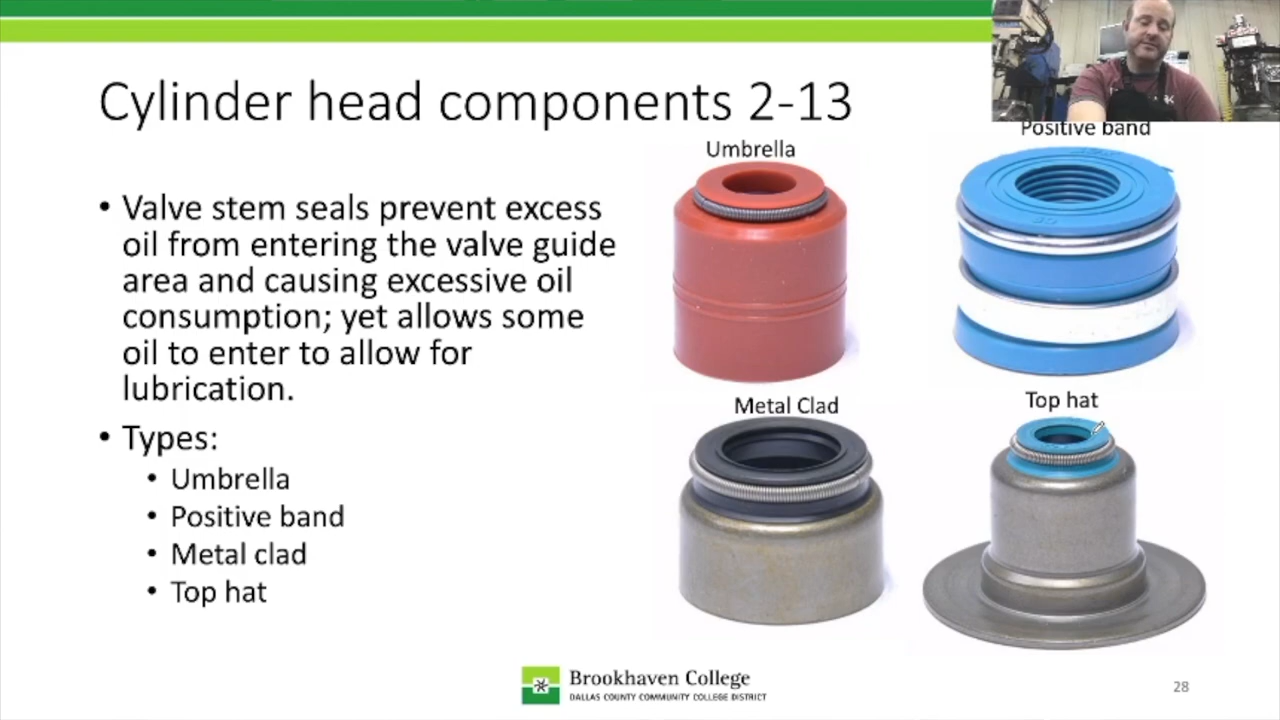 Cylinder head components 2-13
• Valve stem seals prevent excess
oil from entering the valve guide
area and causing excessive oil
consumption; yet allows some
oil to enter to allow for
lubrication.
• Types:
• Umbrella
• Positive band
• Metal clad
• Top hat
Umbrella
Positive band
Metal Clad
Top hat
Brookhaven College
DALLAS COUNTY COMMUNITY COLLEGE DISTRICT
28